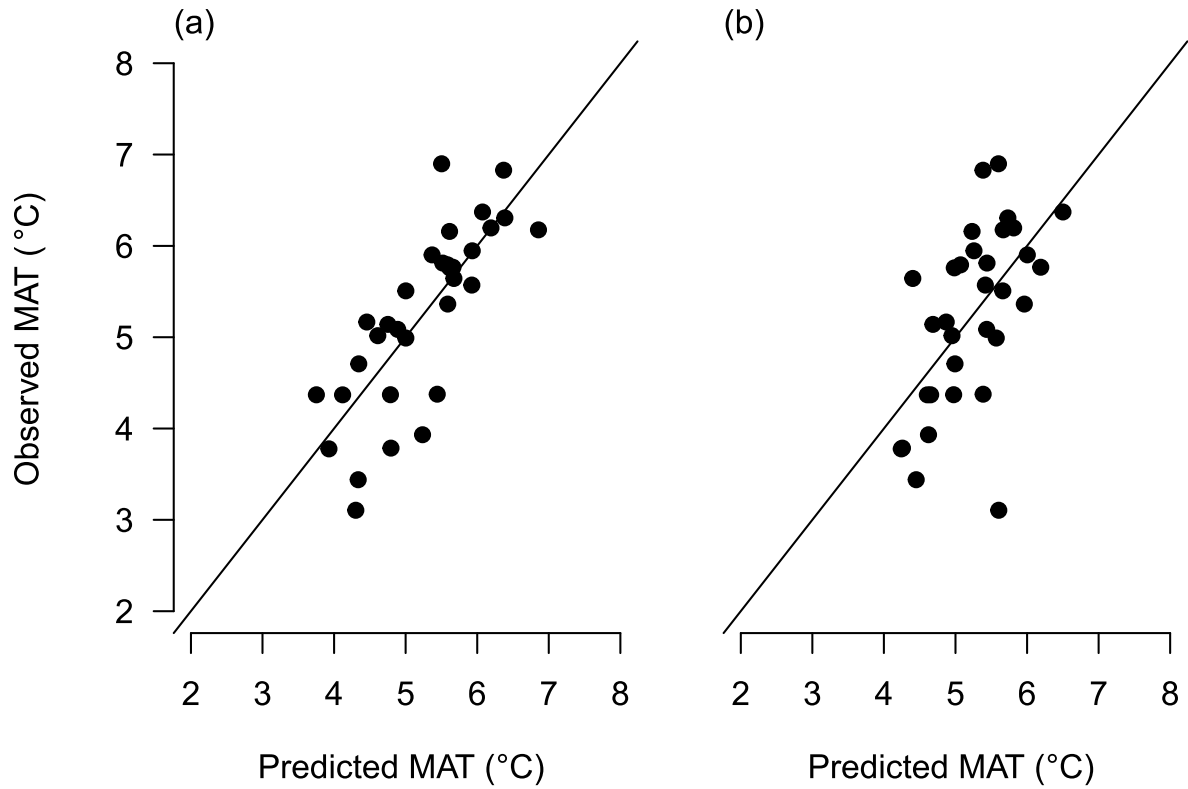 (a)
(b)
Observed MAT (°C)
8
7
6
5
4
3
2
2 3 4 5 6 7 8
2 3 4 5 6 7 8
Predicted MAT (°C)
Predicted MAT (°C)